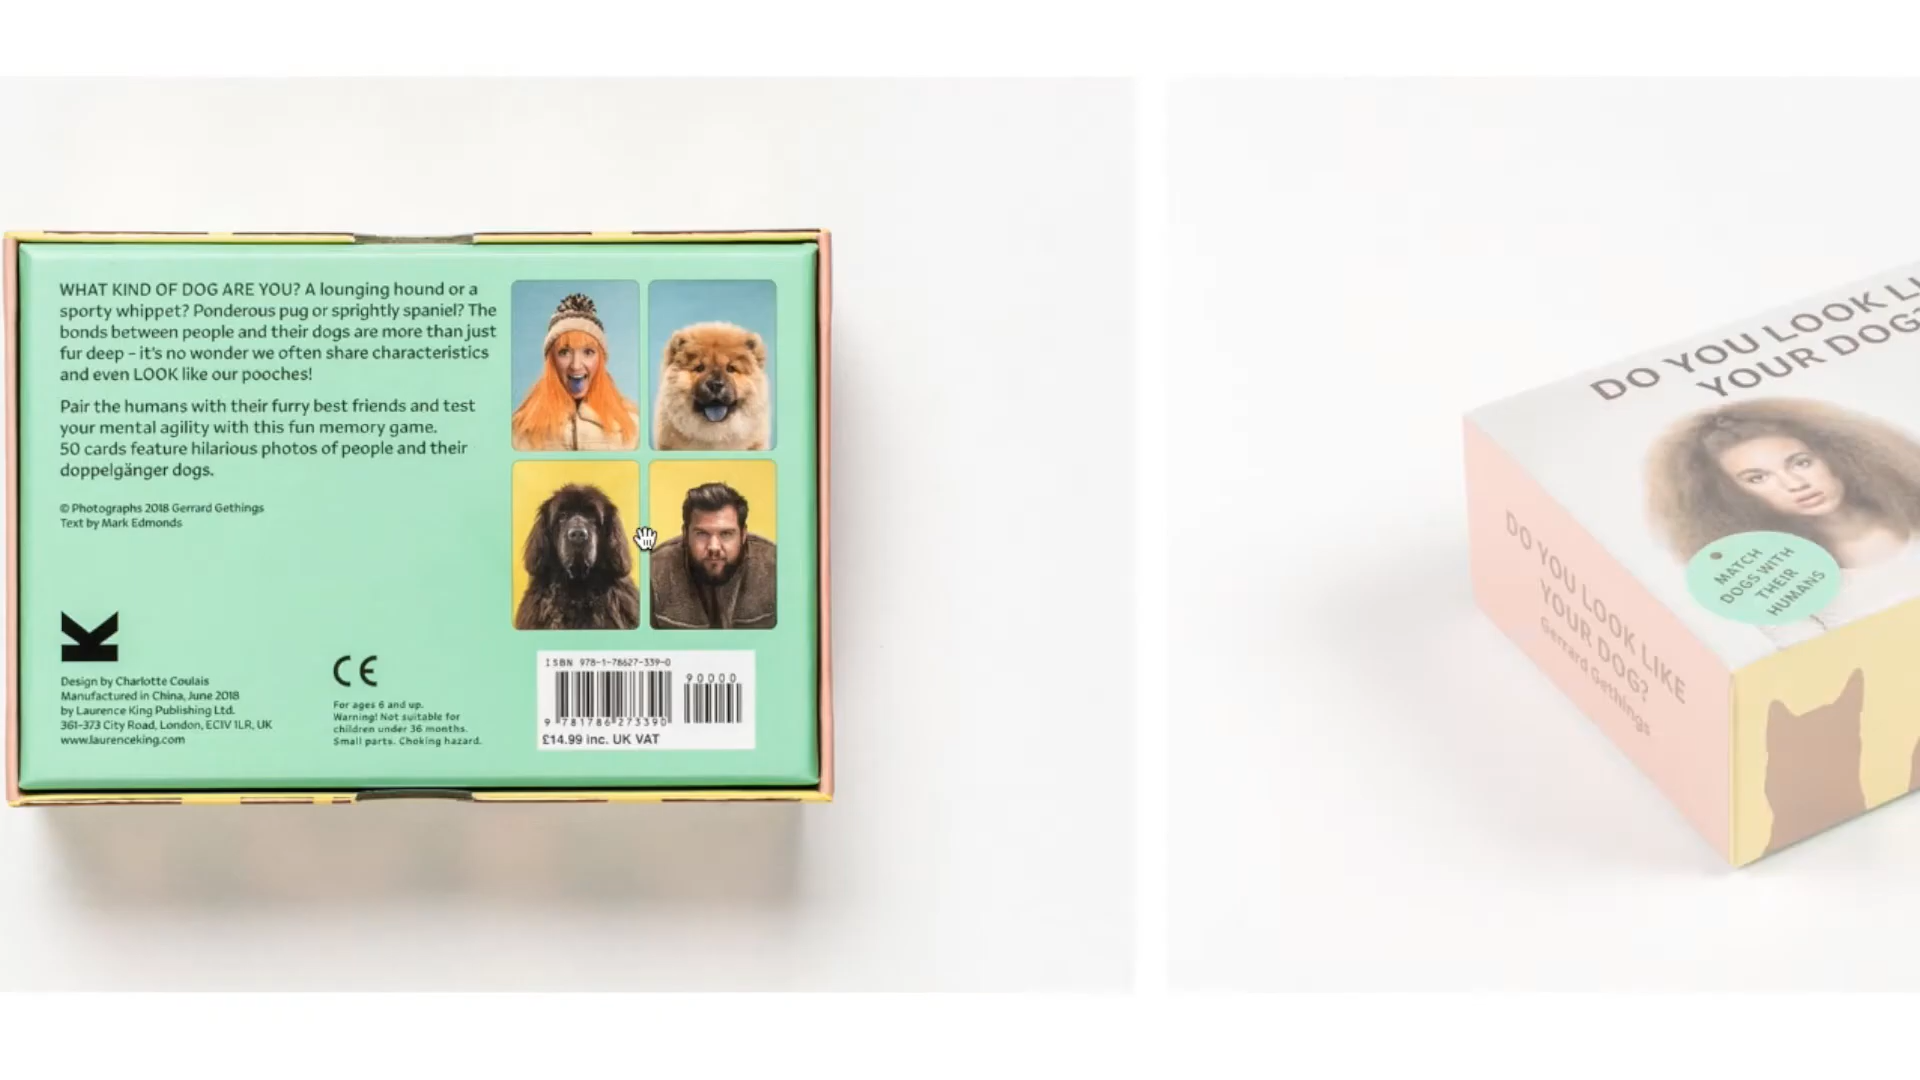 WHAT KIND OF DOG ARE YOU? A lounging hound or a
sporty whippet? Ponderous pug or sprightly spaniel? The
bonds between people and their dogs are more than just
fur deep – it's no wonder we often share characteristics
and even LOOK like our pooches!
Pair the humans with their furry best friends and test
your mental agility with this fun memory game.
50 cards feature hilarious photos of people and their
doppelgänger dogs.
© Photographs 2018 Gerrard Gethings
Text by Mark Edmonds
K
Design by Charlotte Coulais
Manufactured in China, June 2018
by Laurence King Publishing Ltd.
361-373 City Road, London, EC1V 1LR, UK
www.laurenceking.com
CE
For ages 6 and up.
Warning! Not suitable for
children under 36 months.
Small parts. Choking hazard.
ISBN 978-1-78627-339-0
90000
9 781786 273390
£14.99 inc. UK VAT
DO YOU LOOK LI
YOUR DOG?
MATCH
DOGS WITH
THEIR
HUMANS
DO YOU LOOK LIKE
YOUR DOG?
Gerrard Gethings